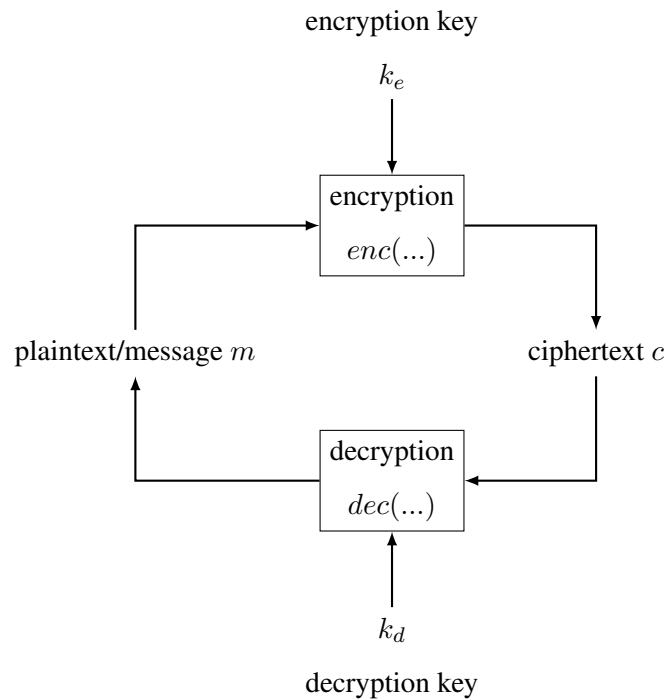 encryption key
k_e
encryption
enc(...)
plaintext/message m
ciphertext c
decryption
dec(...)
k_d
decryption key